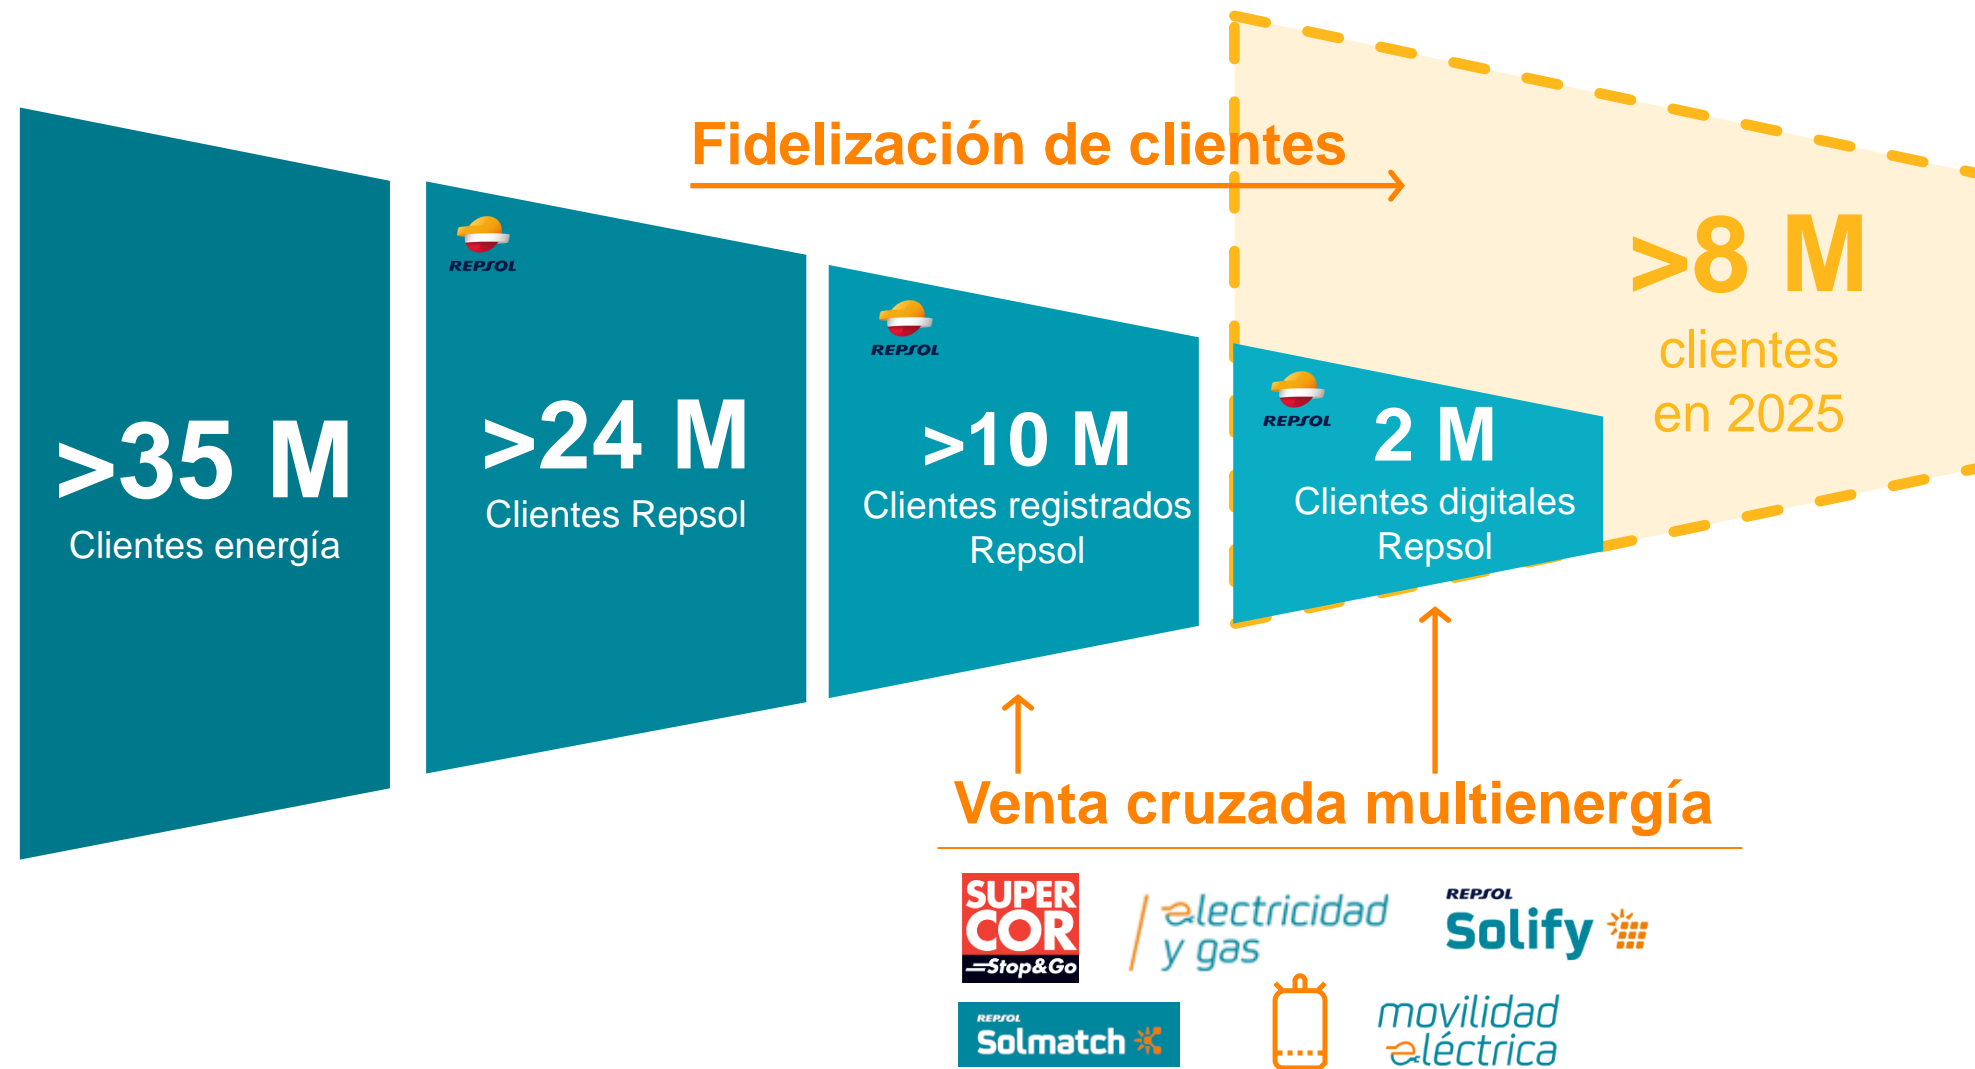 Fidelización de clientes
>35 M
Clientes energía
REPSOL
>24 M
Clientes Repsol
REPSOL
>10 M
Clientes registrados
Repsol
REPSOL
2 M
Clientes digitales
Repsol
>8 M
clientes
en 2025
Venta cruzada multienergía
SUPER
COR
Stop&Go
electricidad
y gas
REPSOL
Solify
REPSOL
Solmatch
movilidad
eléctrica